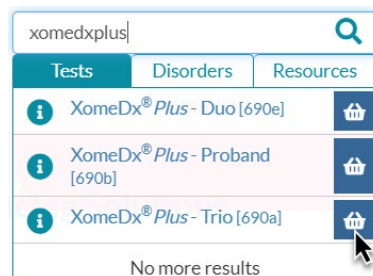 xomedxplus
Tests Disorders Resources
XomeDx® Plus - Duo [690e]
XomeDx® Plus - Proband
[690b]
XomeDx® Plus - Trio [690a]
No more results